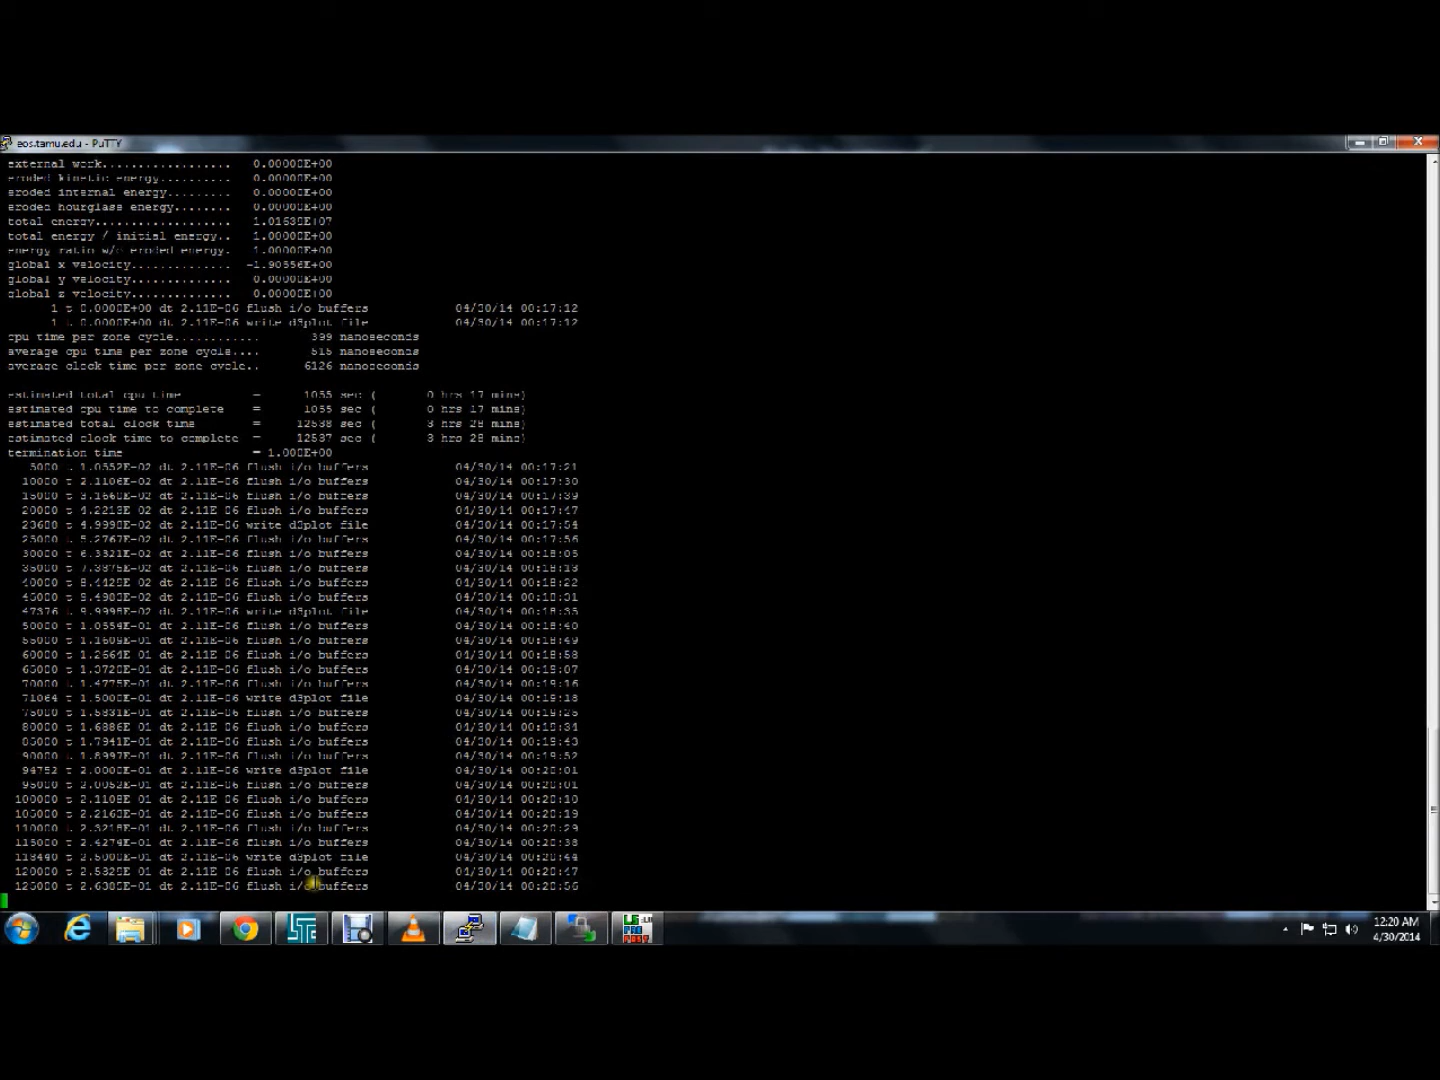 eos.tamu.edu - PuTTY
external work.................. 0.00000E+00
eroded kinetic energy.......... 0.00000E+00
eroded internal energy......... 0.00000E+00
eroded hourglass energy........ 0.00000E+00
total energy................... 1.01638E+07
total energy / initial energy.. 1.00000E+00
energy ratio w/o eroded energy. 1.00000E+00
global x velocity.............. -1.90556E+00
global y velocity.............. 0.00000E+00
global z velocity.............. 0.00000E+00
1 t 0.0000E+00 dt 2.11E-06 flush i/o buffers 04/30/14 00:17:12
1 t 0.0000E+00 dt 2.11E-06 write d3plot file 04/30/14 00:17:12
cpu time per zone cycle............ 399 nanoseconds
average cpu time per zone cycle.... 515 nanoseconds
average clock time per zone cycle.. 6126 nanoseconds
estimated total cpu time = 1055 sec ( 0 hrs 17 mins)
estimated cpu time to complete = 1055 sec ( 0 hrs 17 mins)
estimated total clock time = 12538 sec ( 3 hrs 28 mins)
estimated clock time to complete = 12537 sec ( 3 hrs 28 mins)
termination time = 1.000E+00
5000 t 1.0552E-02 dt 2.11E-06 flush i/o buffers 04/30/14 00:17:21
10000 t 2.1106E-02 dt 2.11E-06 flush i/o buffers 04/30/14 00:17:30
15000 t 3.1660E-02 dt 2.11E-06 flush i/o buffers 04/30/14 00:17:39
20000 t 4.2213E-02 dt 2.11E-06 flush i/o buffers 04/30/14 00:17:47
23688 t 4.9998E-02 dt 2.11E-06 write d3plot file 04/30/14 00:17:54
25000 t 5.2767E-02 dt 2.11E-06 flush i/o buffers 04/30/14 00:17:56
30000 t 6.3321E-02 dt 2.11E-06 flush i/o buffers 04/30/14 00:18:05
35000 t 7.3875E-02 dt 2.11E-06 flush i/o buffers 04/30/14 00:18:13
40000 t 8.4429E-02 dt 2.11E-06 flush i/o buffers 04/30/14 00:18:22
45000 t 9.4983E-02 dt 2.11E-06 flush i/o buffers 04/30/14 00:18:31
47376 t 9.9998E-02 dt 2.11E-06 write d3plot file 04/30/14 00:18:35
50000 t 1.0554E-01 dt 2.11E-06 flush i/o buffers 04/30/14 00:18:40
55000 t 1.1609E-01 dt 2.11E-06 flush i/o buffers 04/30/14 00:18:49
60000 t 1.2664E-01 dt 2.11E-06 flush i/o buffers 04/30/14 00:18:58
65000 t 1.3720E-01 dt 2.11E-06 flush i/o buffers 04/30/14 00:19:07
70000 t 1.4775E-01 dt 2.11E-06 flush i/o buffers 04/30/14 00:19:16
71064 t 1.5000E-01 dt 2.11E-06 write d3plot file 04/30/14 00:19:18
75000 t 1.5831E-01 dt 2.11E-06 flush i/o buffers 04/30/14 00:19:25
80000 t 1.6886E-01 dt 2.11E-06 flush i/o buffers 04/30/14 00:19:34
85000 t 1.7941E-01 dt 2.11E-06 flush i/o buffers 04/30/14 00:19:43
90000 t 1.8997E-01 dt 2.11E-06 flush i/o buffers 04/30/14 00:19:52
94752 t 2.0000E-01 dt 2.11E-06 write d3plot file 04/30/14 00:20:01
95000 t 2.0052E-01 dt 2.11E-06 flush i/o buffers 04/30/14 00:20:01
100000 t 2.1108E-01 dt 2.11E-06 flush i/o buffers 04/30/14 00:20:10
105000 t 2.2163E-01 dt 2.11E-06 flush i/o buffers 04/30/14 00:20:19
110000 t 2.3218E-01 dt 2.11E-06 flush i/o buffers 04/30/14 00:20:29
115000 t 2.4274E-01 dt 2.11E-06 flush i/o buffers 04/30/14 00:20:38
118440 t 2.5000E-01 dt 2.11E-06 write d3plot file 04/30/14 00:20:44
120000 t 2.5329E-01 dt 2.11E-06 flush i/o buffers 04/30/14 00:20:47
125000 t 2.6385E-01 dt 2.11E-06 flush i/o buffers 04/30/14 00:20:56
12:20 AM
4/30/2014